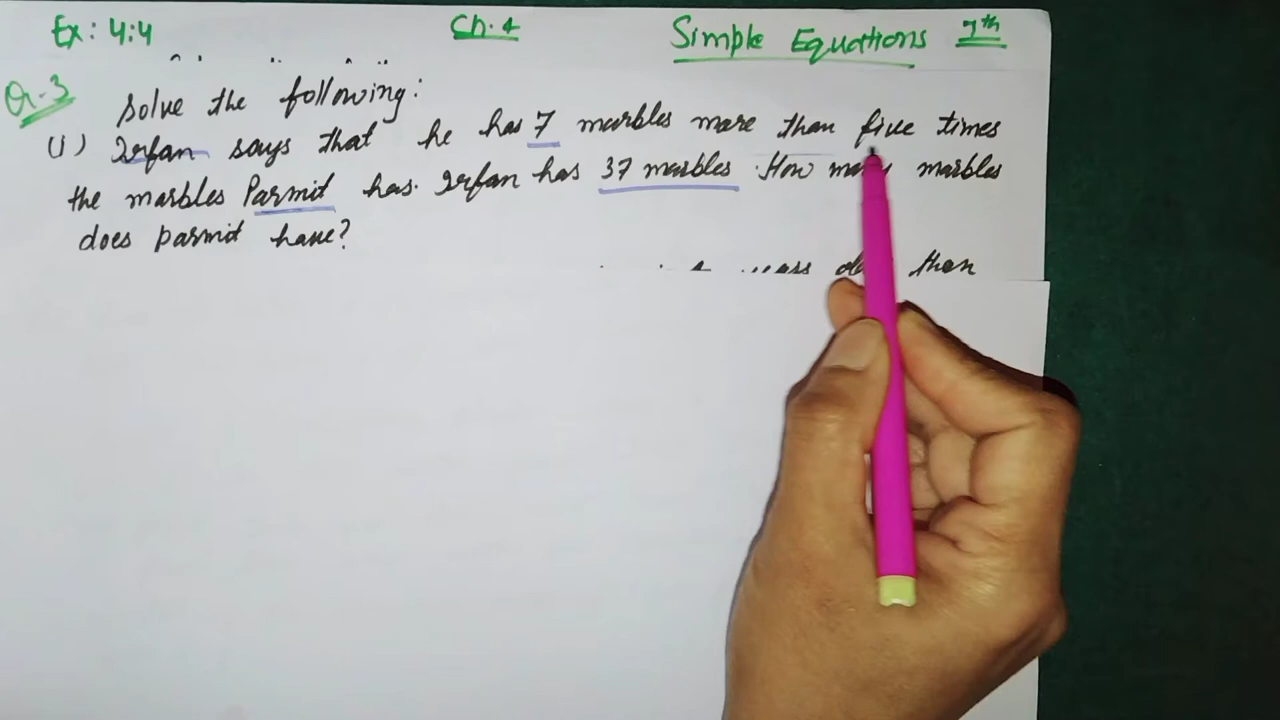 Ex: 4:4 Ch. 4 Simple Equations 7th
Q.3 Solve the following:
(i) Irfan says that he has 7 marbles more than five times
the marbles Parmit has. Irfan has 37 marbles. How many marbles
does parmit have?
than